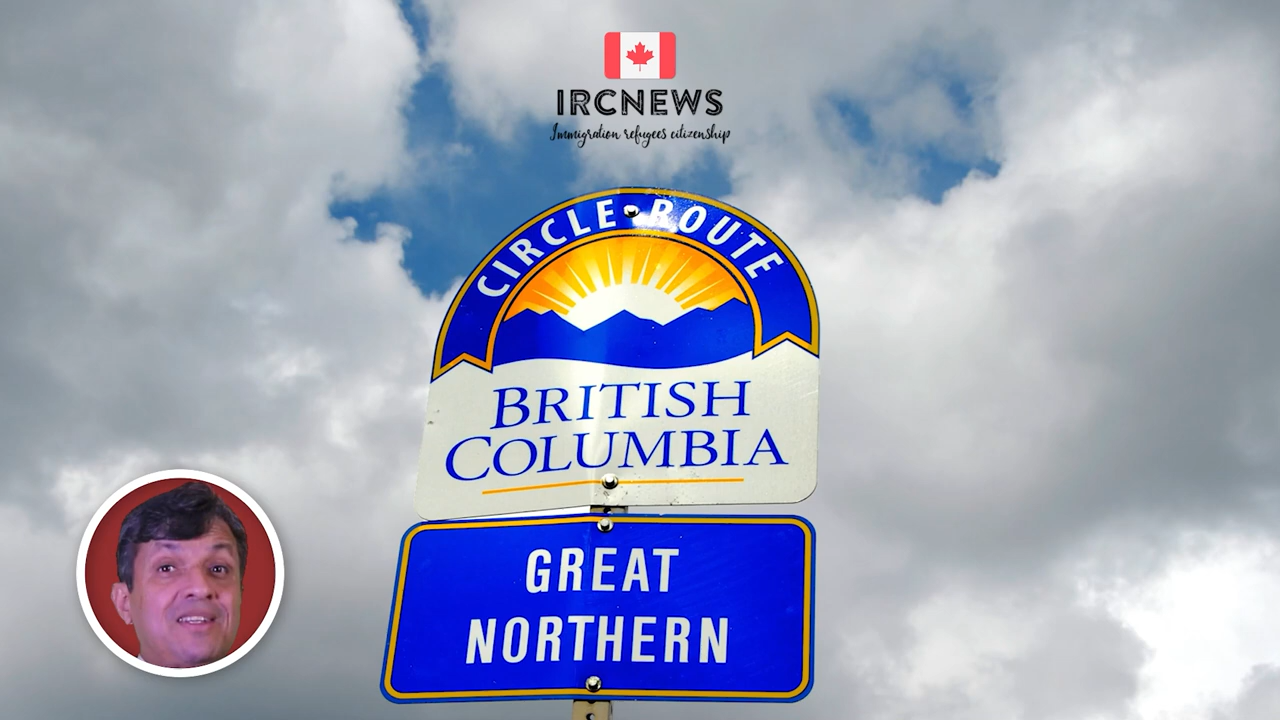 IRCNEWS
Immigration refugees citizenship
CIRCLE • ROUTE
BRITISH
COLUMBIA
GREAT
NORTHERN